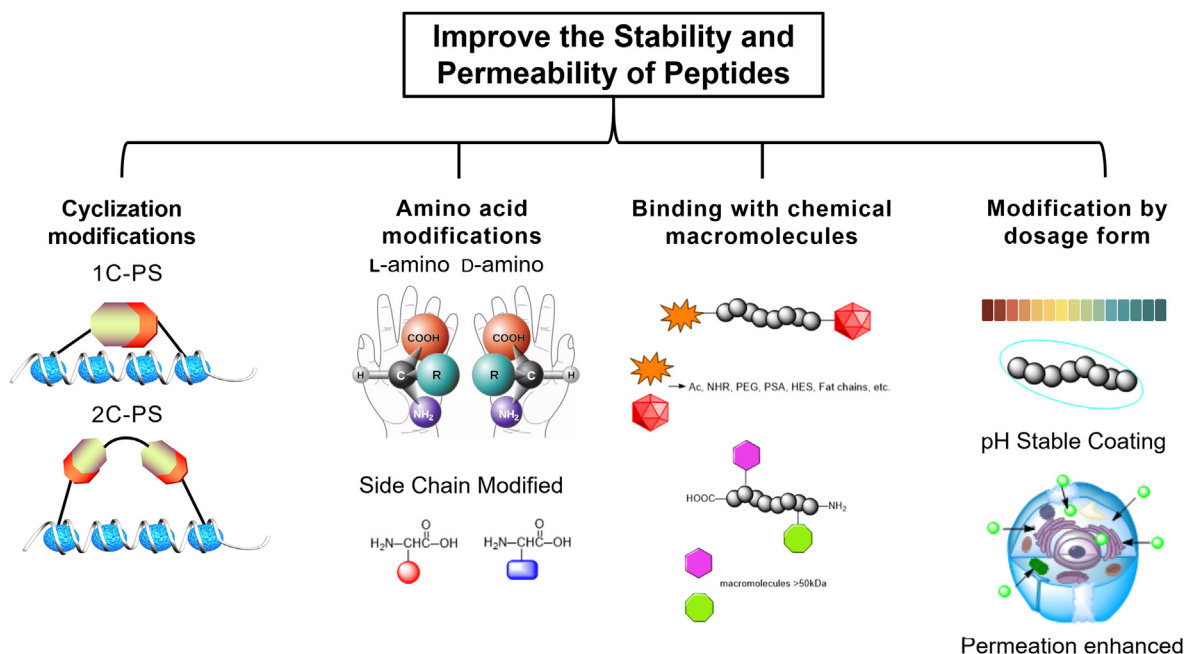 Improve the Stability and
Permeability of Peptides
Cyclization
modifications
1C-PS
2C-PS
Amino acid
modifications
L-amino D-amino
COOH
COOH
H
C
R
R
C
H
NH₂
NH₂
Side Chain Modified
O
H₂N—CH—C—OH
O
H₂N—CH—C—OH
Binding with chemical
macromolecules
Ac, NHR, PEG, PSA, HES, Fat chains, etc.
HOOC
NH₂
macromolecules >50kDa
Modification by
dosage form
pH Stable Coating
Permeation enhanced